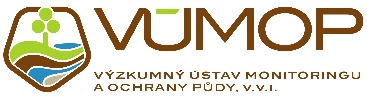 VÚMOP
VÝZKUMNÝ ÚSTAV MONITORINGU
A OCHRANY PŮDY, v.v.i.